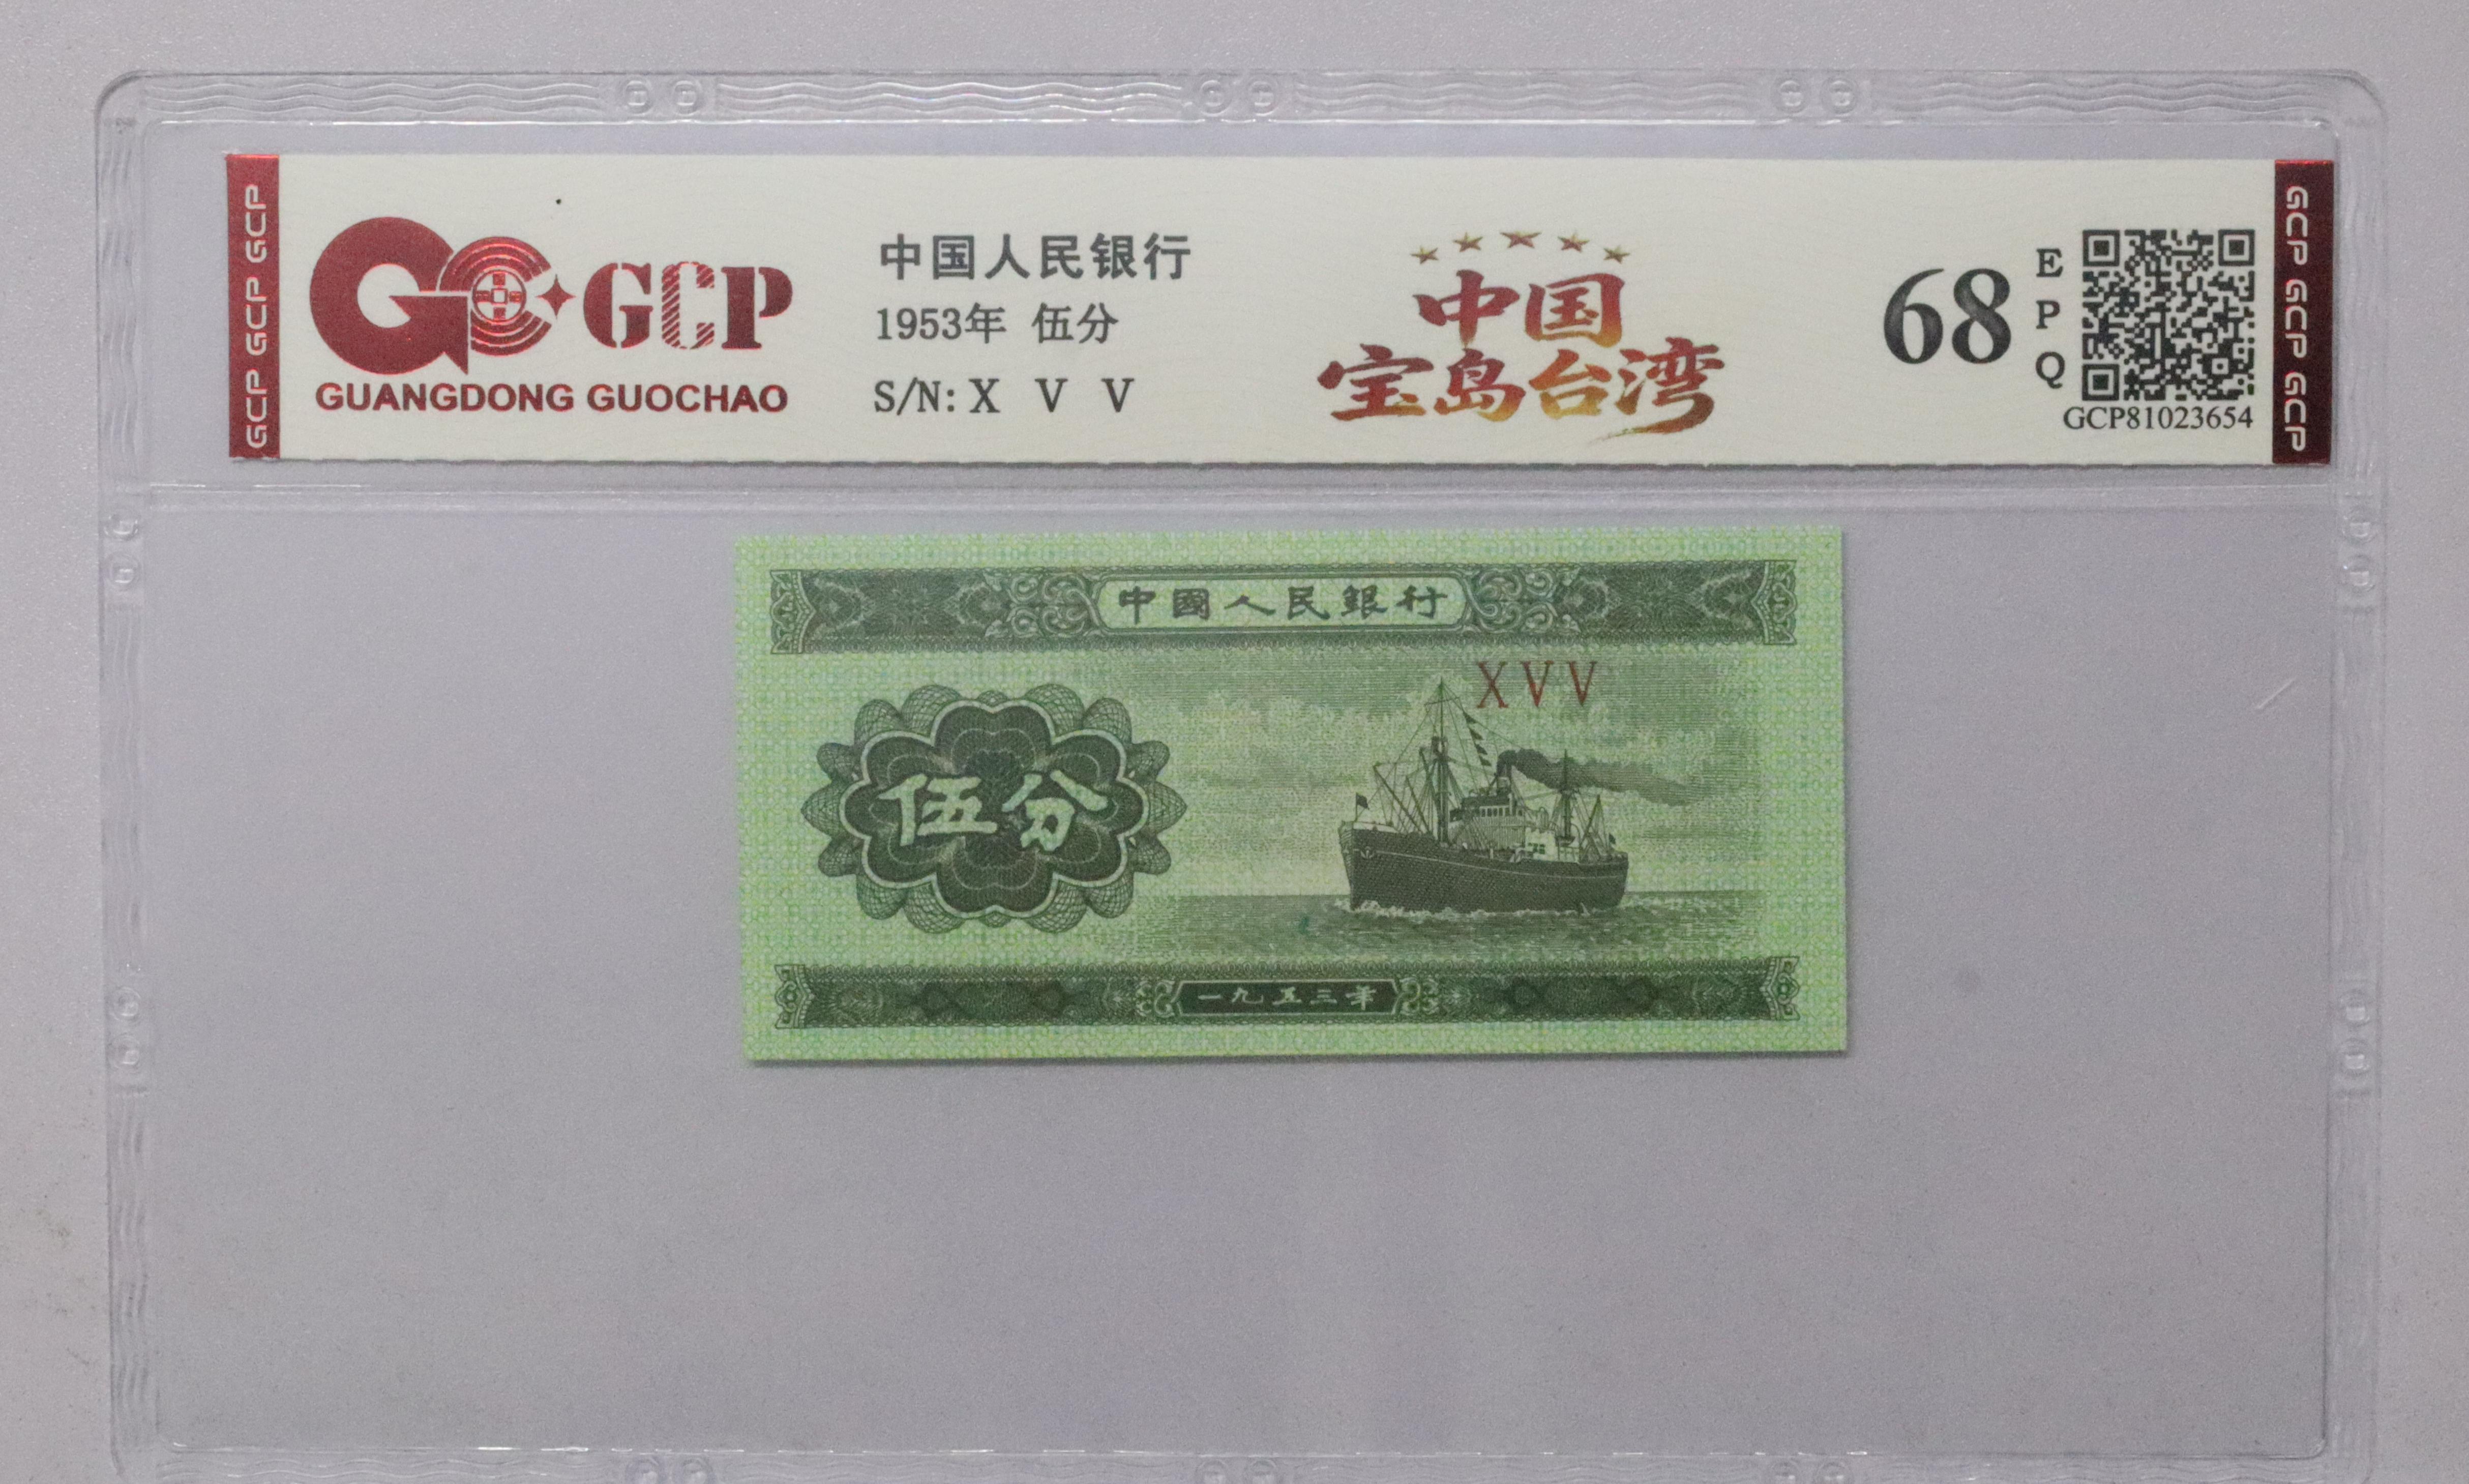 GCP GCP GCP
GCP
GUANGDONG GUOCHAO
中国人民银行
1953年 伍分
S/N: X V V
中国
宝岛台湾
68
E
P
Q
GCP81023654
GCP GCP GCP
中國人民銀行
XVV
伍分
一九五三年